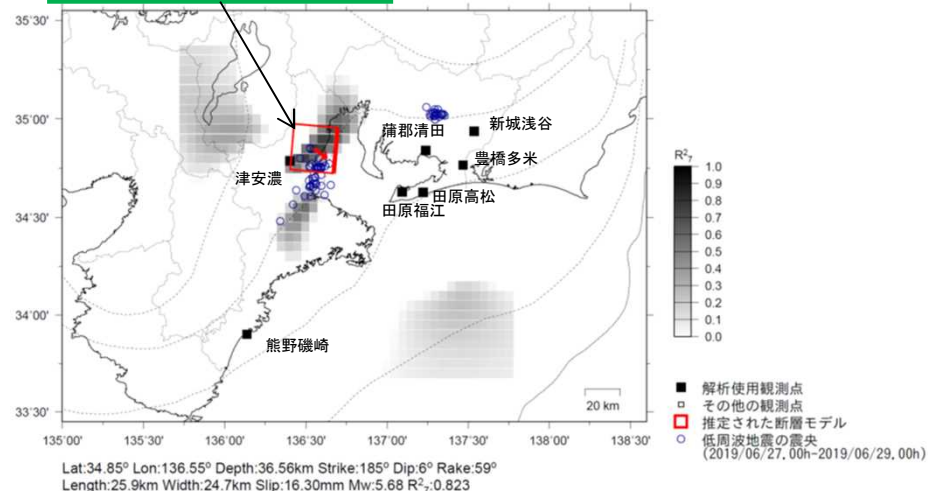 35°30'
35°00'
34°30'
34°00'
33°30'
135°00'
135°30'
136°00'
136°30'
137°00'
137°30'
138°00'
138°30'
蒲郡清田
新城浅谷
豊橋多米
津安濃
田原高松
田原福江
熊野磯崎
20 km
R²₇
1.0
0.9
0.8
0.7
0.6
0.5
0.4
0.3
0.2
0.1
0.0
解析使用観測点
その他の観測点
推定された断層モデル
低周波地震の震央
(2019/06/27,00h-2019/06/29,00h)
Lat:34.85° Lon:136.55° Depth:36.56km Strike:185° Dip:6° Rake:59°
Length:25.9km Width:24.7km Slip:16.30mm Mw:5.68 R²₇:0.823